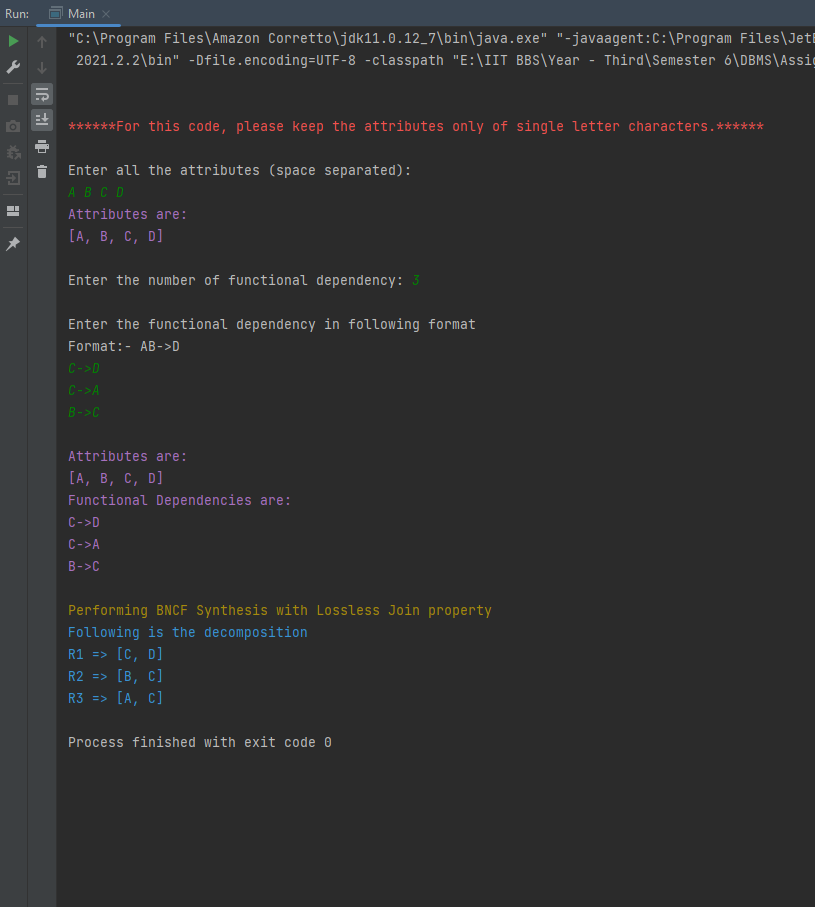 Run: Main
"C:\Program Files\Amazon Corretto\jdk11.0.12_7\bin\java.exe" "-javaagent:C:\Program Files\JetB
2021.2.2\bin" -Dfile.encoding=UTF-8 -classpath "E:\IIT BBS\Year - Third\Semester 6\DBMS\Assig
******For this code, please keep the attributes only of single letter characters.******
Enter all the attributes (space separated):
A B C D
Attributes are:
[A, B, C, D]
Enter the number of functional dependency: 3
Enter the functional dependency in following format
Format:- AB->D
C->D
C->A
B->C
Attributes are:
[A, B, C, D]
Functional Dependencies are:
C->D
C->A
B->C
Performing BNCF Synthesis with Lossless Join property
Following is the decomposition
R1 => [C, D]
R2 => [B, C]
R3 => [A, C]
Process finished with exit code 0